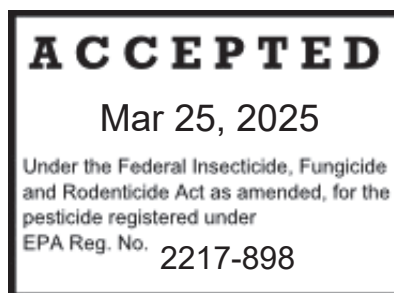 ACCEPTED
Mar 25, 2025
Under the Federal Insecticide, Fungicide
and Rodenticide Act as amended, for the
pesticide registered under
EPA Reg. No. 2217-898